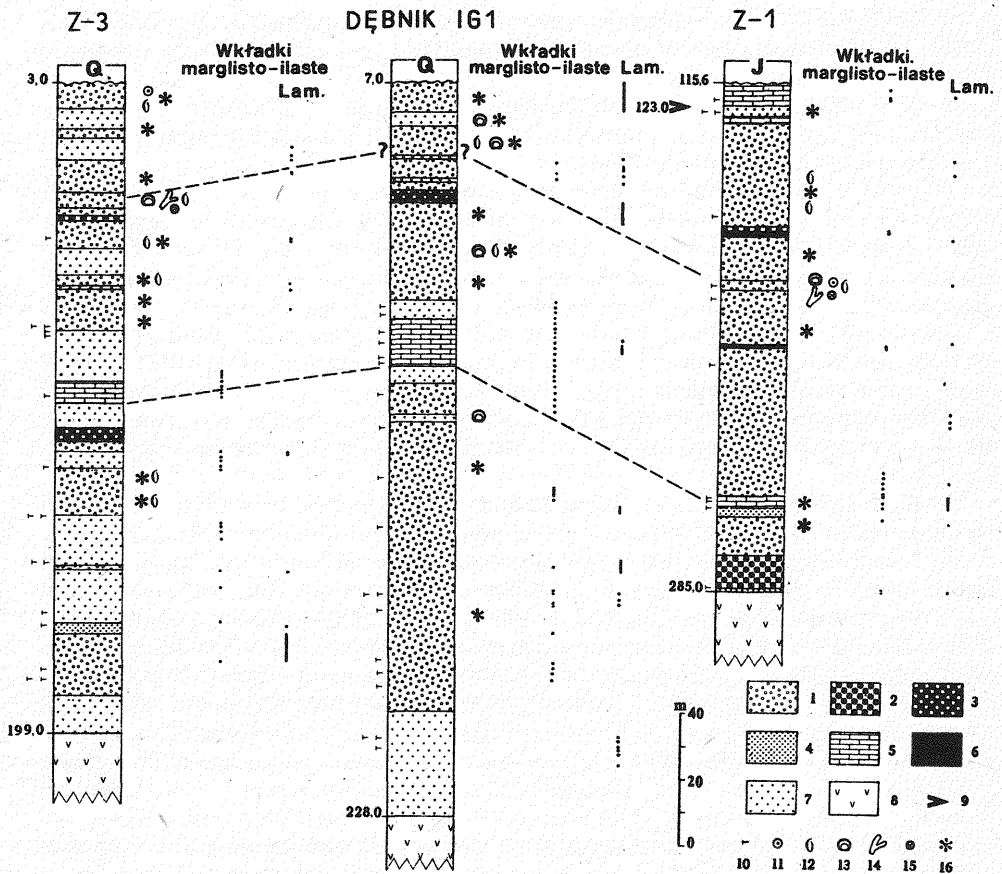 Z-3
DĘBNIK IG1
Z-1
Wkładki marglisto-ilaste
Lam.
Wkładki marglisto-ilaste
Lam.
Wkładki. marglisto-ilaste
Lam.
Q
Q
J
3,0
7.0
115.6
123.0
?
?
285.0
199.0
228.0
m
40
20
0
1
2
3
4
5
6
7
8
9
10 11 12 13 14 15 16